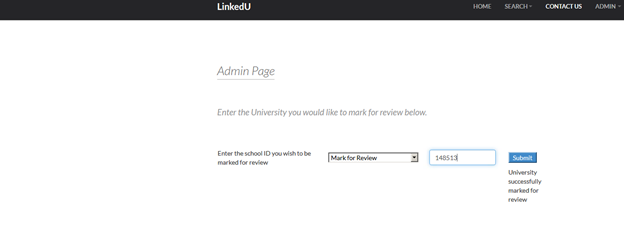 LinkedU
HOME SEARCH CONTACT US ADMIN
Admin Page
Enter the University you would like to mark for review below.
Enter the school ID you wish to be
marked for review
Mark for Review
148513
Submit
University
successfully
marked for
review